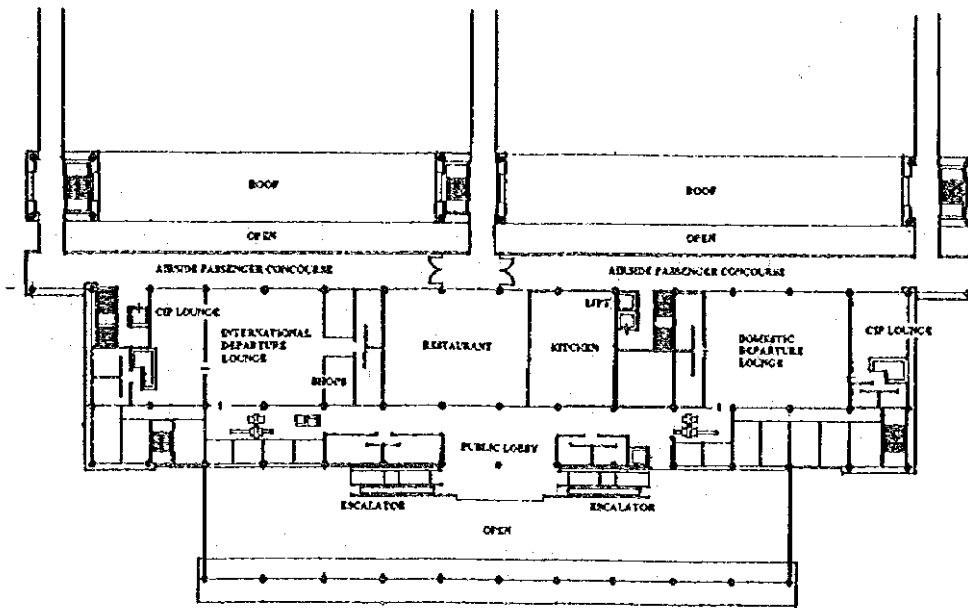 ROOF
ROOF
OPEN
OPEN
AIRSIDE PASSENGER CONCOURSE
AIRSIDE PASSENGER CONCOURSE
CIP LOUNGE
INTERNATIONAL
DEPARTURE
LOUNGE
SHOPS
RESTAURANT
KITCHEN
LIFT
DOMESTIC
DEPARTURE
LOUNGE
CIP LOUNGE
PUBLIC LOBBY
ESCALATOR
ESCALATOR
OPEN